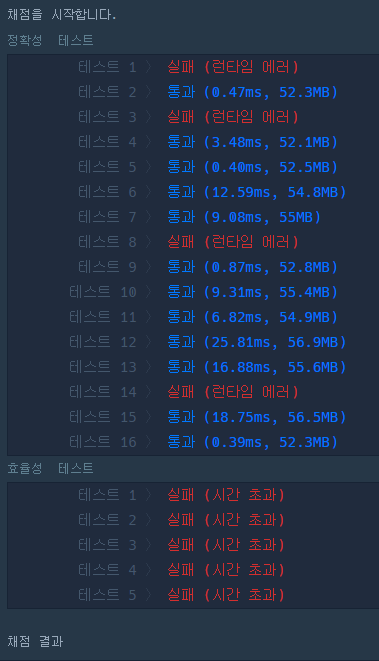 채점을 시작합니다.
정확성 테스트
테스트 1 〉 실패 (런타임 에러)
테스트 2 〉 통과 (0.47ms, 52.3MB)
테스트 3 〉 실패 (런타임 에러)
테스트 4 〉 통과 (3.48ms, 52.1MB)
테스트 5 〉 통과 (0.40ms, 52.5MB)
테스트 6 〉 통과 (12.59ms, 54.8MB)
테스트 7 〉 통과 (9.08ms, 55MB)
테스트 8 〉 실패 (런타임 에러)
테스트 9 〉 통과 (0.87ms, 52.8MB)
테스트 10 〉 통과 (9.31ms, 55.4MB)
테스트 11 〉 통과 (6.82ms, 54.9MB)
테스트 12 〉 통과 (25.81ms, 56.9MB)
테스트 13 〉 통과 (16.88ms, 55.6MB)
테스트 14 〉 실패 (런타임 에러)
테스트 15 〉 통과 (18.75ms, 56.5MB)
테스트 16 〉 통과 (0.39ms, 52.3MB)
효율성 테스트
테스트 1 〉 실패 (시간 초과)
테스트 2 〉 실패 (시간 초과)
테스트 3 〉 실패 (시간 초과)
테스트 4 〉 실패 (시간 초과)
테스트 5 〉 실패 (시간 초과)
채점 결과